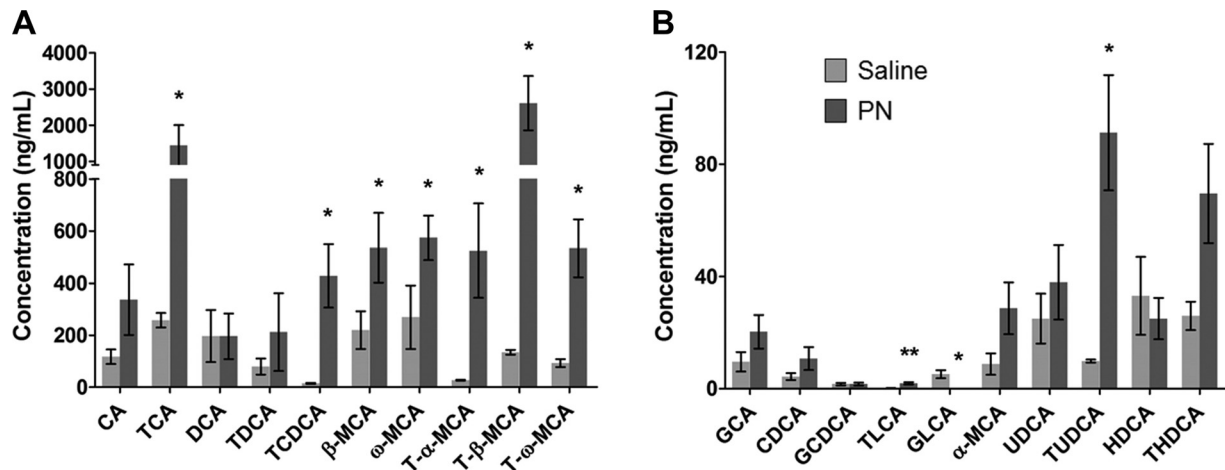 A
Concentration (ng/mL)
4000
3000
2000
1000
800
600
400
200
0
*
*
*
*
*
*
*
CA
TCA
DCA
TDCA
TCDCA
β-MCA
ω-MCA
T-α-MCA
T-β-MCA
T-ω-MCA
B
Concentration (ng/mL)
120
80
40
0
Saline
PN
**
*
*
GCA
CDCA
GCDCA
TLCA
GLCA
α-MCA
UDCA
TUDCA
HDCA
THDCA